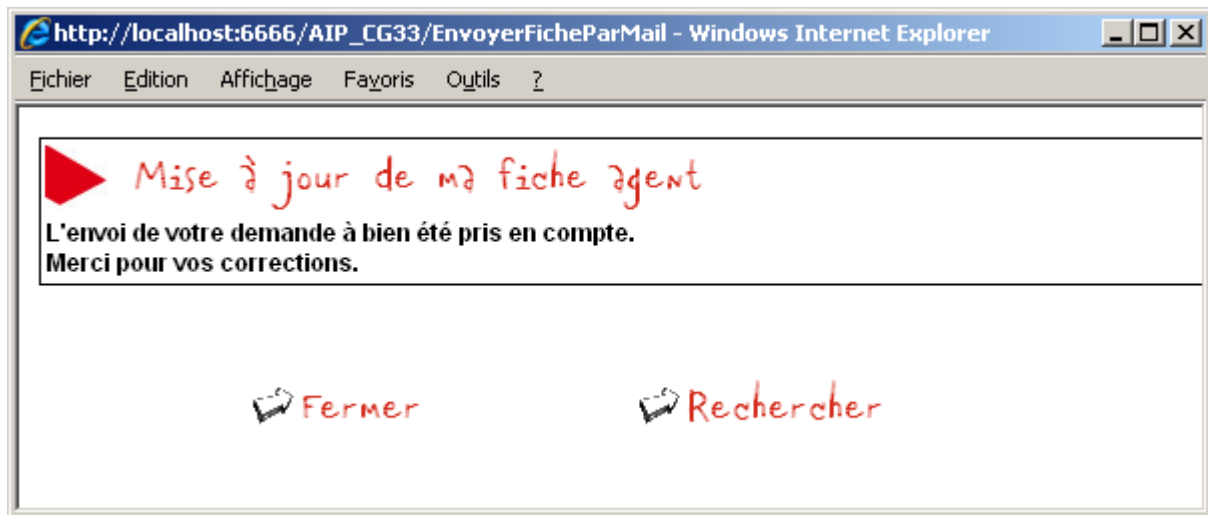 http://localhost:6666/AIP_CG33/EnvoyerFicheParMail - Windows Internet Explorer
Fichier Edition Affichage Favoris Outils ?
Mise à jour de ma fiche agent
L'envoi de votre demande à bien été pris en compte.
Merci pour vos corrections.
Fermer Rechercher